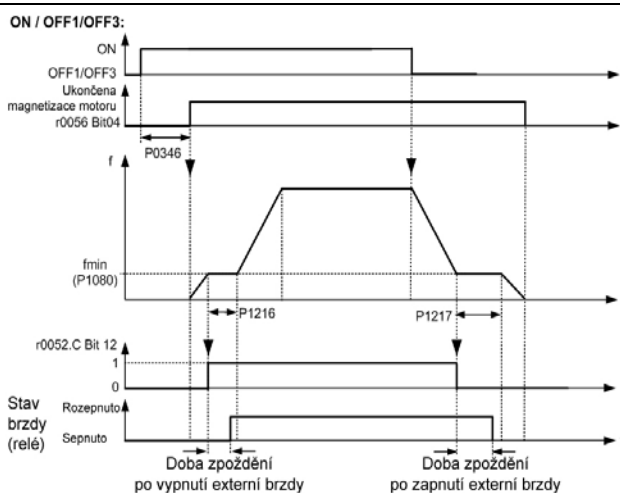 ON / OFF1/OFF3:
ON
OFF1/OFF3
Ukončena
magnetizace motoru
r0056 Bit04
P0346
f
fmin
(P1080)
P1216
P1217
r0052.C Bit 12
1
0
Stav
brzdy
(relé)
Rozepnuto
Sepnuto
Doba zpoždění
po vypnutí externí brzdy
Doba zpoždění
po zapnutí externí brzdy